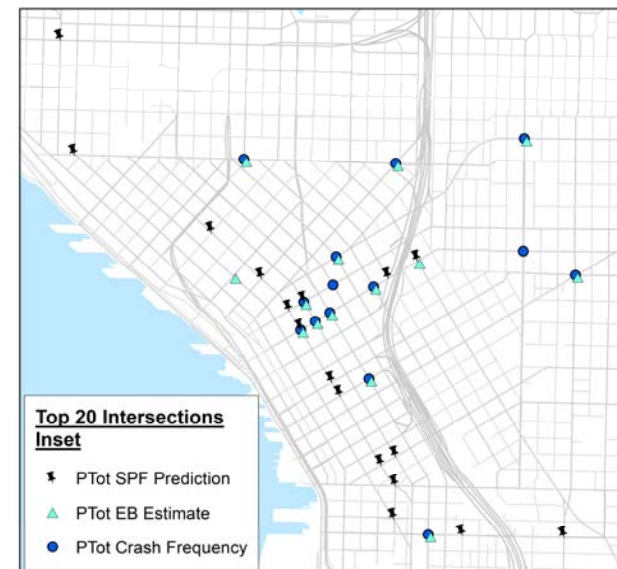 Top 20 Intersections
Inset
PTot SPF Prediction
PTot EB Estimate
PTot Crash Frequency